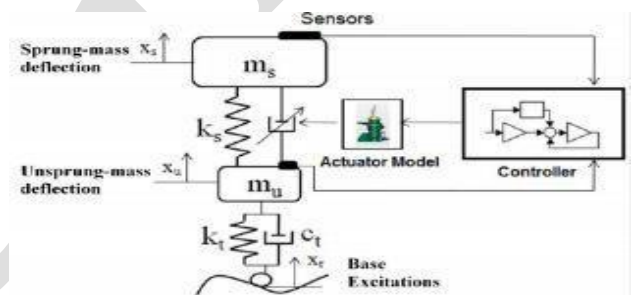 Sensors
Sprung-mass xs
deflection
ms
ks
Actuator Model
Controller
Unsprung-mass xu
deflection
mu
kt
ct
xr
Base
Excitations